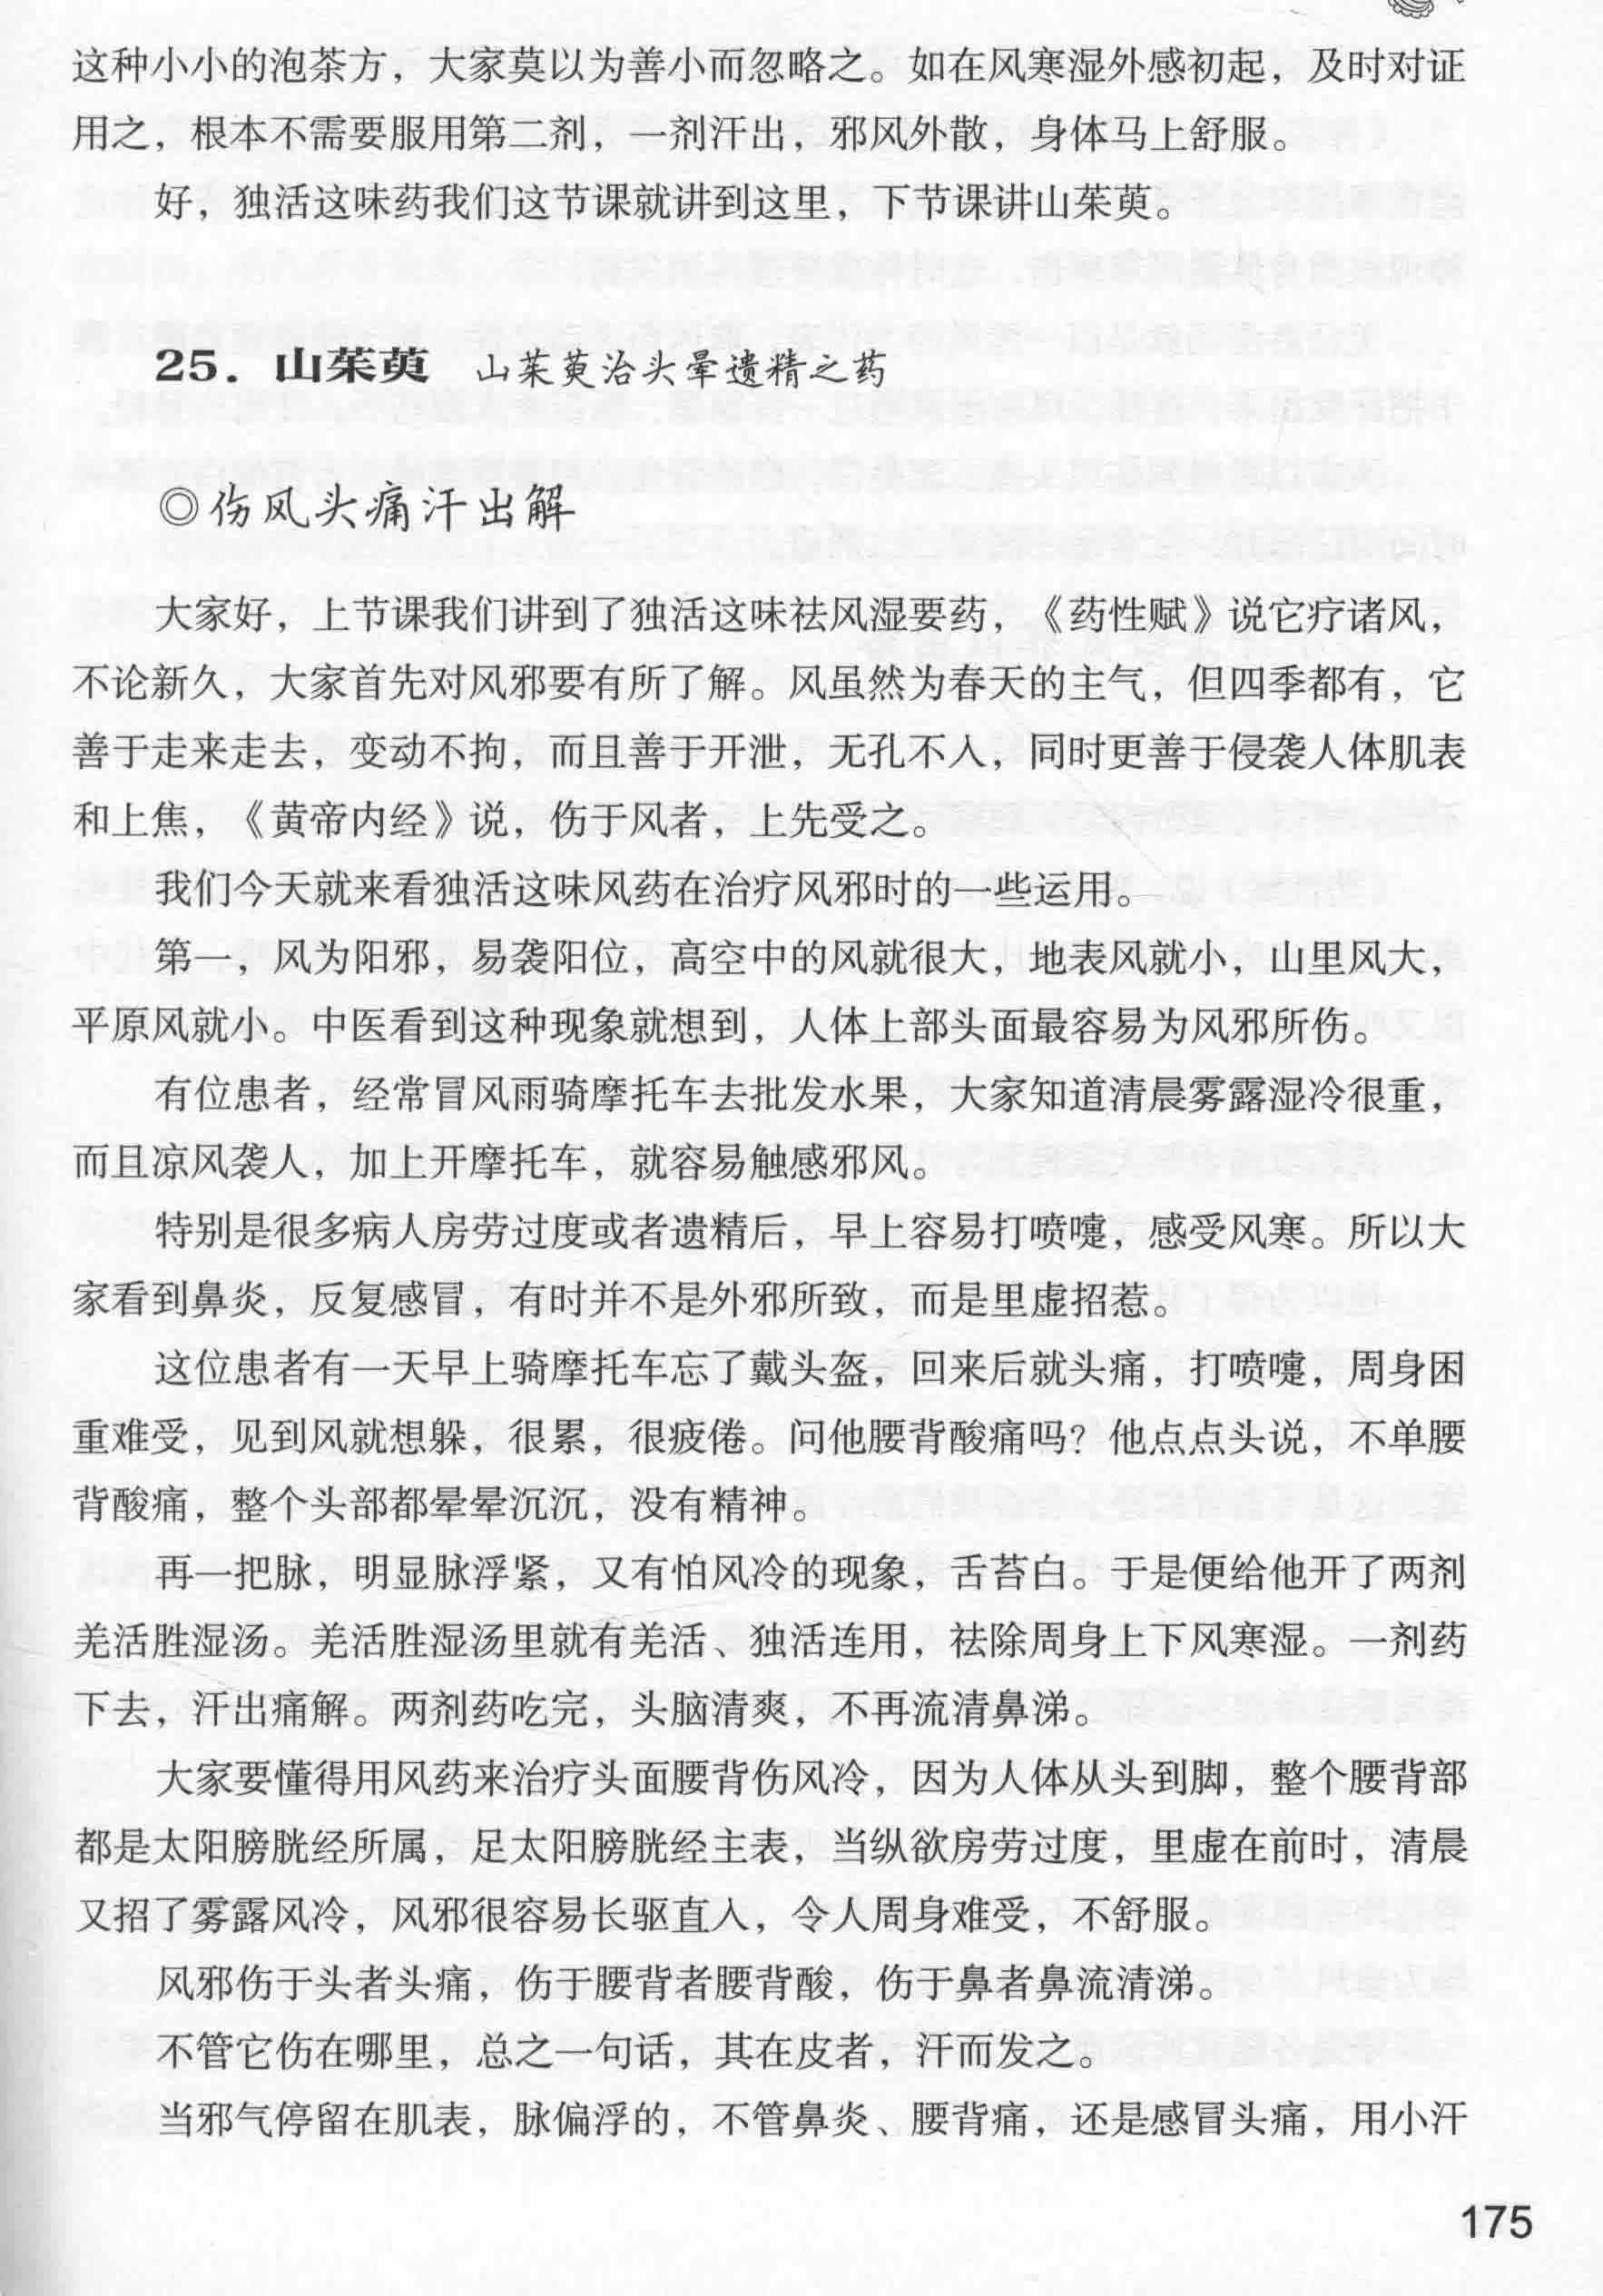 这种小小的泡茶方，大家莫以为善小而忽略之。如在风寒湿外感初起，及时对证
用之，根本不需要服用第二剂，一剂汗出，邪风外散，身体马上舒服。
好，独活这味药我们这节课就讲到这里，下节课讲山茱萸。
25. 山茱萸 山茱萸治头晕遗精之药
◎伤风头痛汗出解
大家好，上节课我们讲到了独活这味祛风湿要药，《药性赋》说它疗诸风，
不论新久，大家首先对风邪要有所了解。风虽然为春天的主气，但四季都有，它
善于走来走去，变动不拘，而且善于开泄，无孔不入，同时更善于侵袭人体肌表
和上焦，《黄帝内经》说，伤于风者，上先受之。
我们今天就来看独活这味风药在治疗风邪时的一些运用。
第一，风为阳邪，易袭阳位，高空中的风就很大，地表风就小，山里风大，
平原风就小。中医看到这种现象就想到，人体上部头面最容易为风邪所伤。
有位患者，经常冒风雨骑摩托车去批发水果，大家知道清晨雾露湿冷很重，
而且凉风袭人，加上开摩托车，就容易触感邪风。
特别是很多病人房劳过度或者遗精后，早上容易打喷嚏，感受风寒。所以大
家看到鼻炎，反复感冒，有时并不是外邪所致，而是里虚招惹。
这位患者有一天早上骑摩托车忘了戴头盔，回来后就头痛，打喷嚏，周身困
重难受，见到风就想躲，很累，很疲倦。问他腰背酸痛吗？他点点头说，不单腰
背酸痛，整个头部都晕晕沉沉，没有精神。
再一把脉，明显脉浮紧，又有怕风冷的现象，舌苔白。于是便给他开了两剂
羌活胜湿汤。羌活胜湿汤里就有羌活、独活连用，祛除周身上下风寒湿。一剂药
下去，汗出痛解。两剂药吃完，头脑清爽，不再流清鼻涕。
大家要懂得用风药来治疗头面腰背伤风冷，因为人体从头到脚，整个腰背部
都是太阳膀胱经所属，足太阳膀胱经主表，当纵欲房劳过度，里虚在前时，清晨
又招了雾露风冷，风邪很容易长驱直入，令人周身难受，不舒服。
风邪伤于头者头痛，伤于腰背者腰背酸，伤于鼻者鼻流清涕。
不管它伤在哪里，总之一句话，其在皮者，汗而发之。
当邪气停留在肌表，脉偏浮的，不管鼻炎、腰背痛，还是感冒头痛，用小汗
175